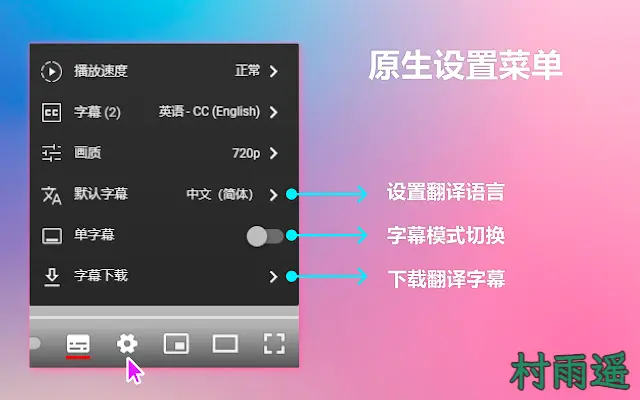 原生设置菜单
播放速度 正常
字幕 (2) 英语 - CC (English)
画质 720p
默认字幕 中文（简体） 设置翻译语言
单字幕 字幕模式切换
字幕下载 下载翻译字幕
村雨遥